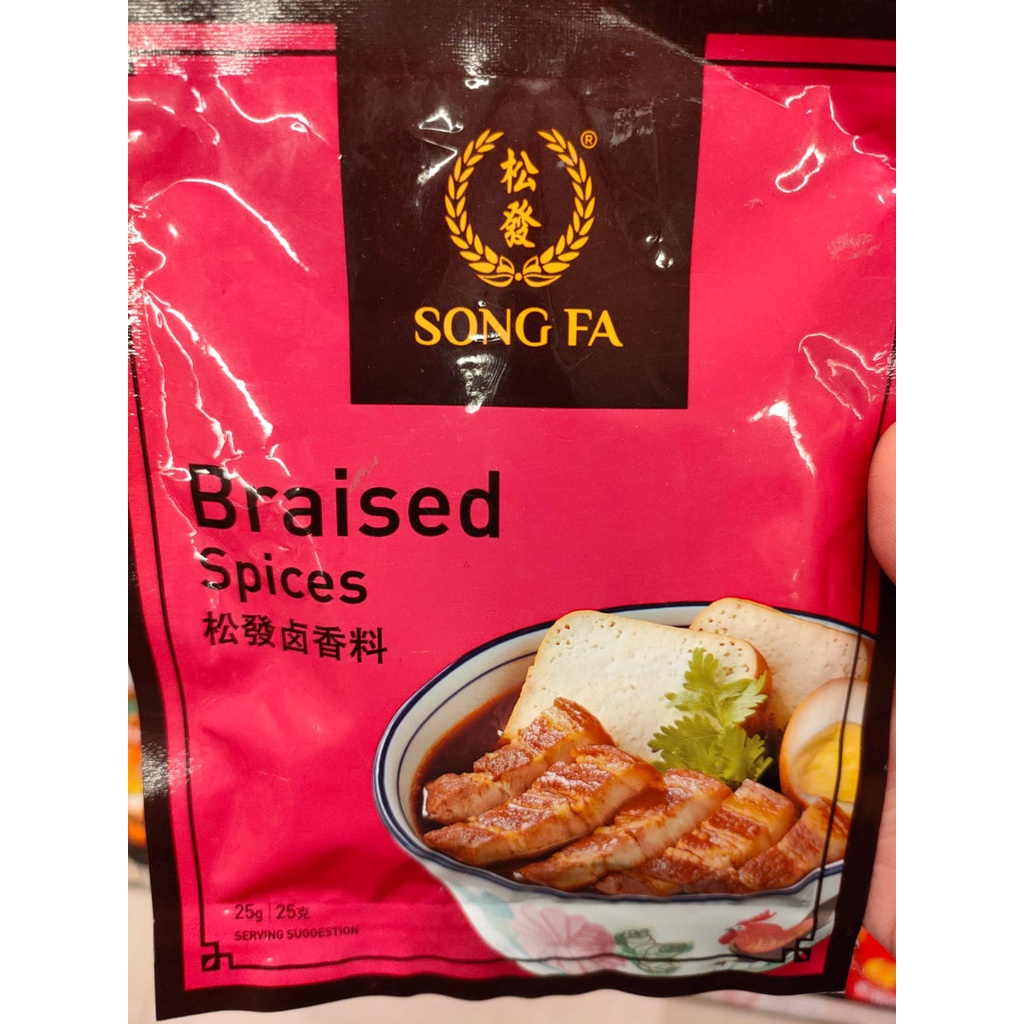 松
發
®
SONG FA
Braised
Spices
松發卤香料
25g | 25克
SERVING SUGGESTION